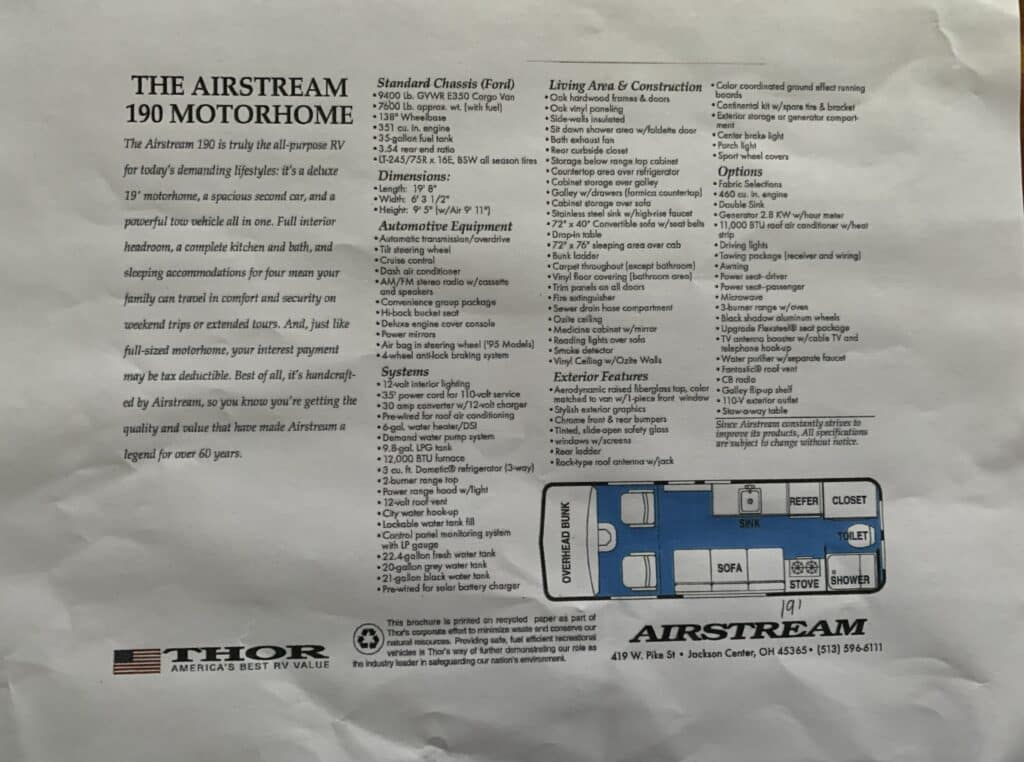 THE AIRSTREAM
190 MOTORHOME
The Airstream 190 is truly the all-purpose RV
for today's demanding lifestyles: it's a deluxe
19' motorhome, a spacious second car, and a
powerful tow vehicle all in one. Full interior
headroom, a complete kitchen and bath, and
sleeping accommodations for four mean your
family can travel in comfort and security on
weekend trips or extended tours. And, just like
full-sized motorhome, your interest payment
may be tax deductible. Best of all, it's handcraft-
ed by Airstream, so you know you're getting the
quality and value that have made Airstream a
legend for over 60 years.
Standard Chassis (Ford)
• 9400 Lb. GVWR E350 Cargo Van
• 7600 Lb. approx. wt. (with fuel)
• 138" Wheelbase
• 351 cu. in. engine
• 35-gallon fuel tank
• 3.54 rear end ratio
• LT-245/75R x 16E, BSW all season tires
Dimensions:
• Length: 19' 8"
• Width: 6' 3 1/2"
• Height: 9' 5" (w/Air 9' 11")
Automotive Equipment
• Automatic transmission/overdrive
• Tilt steering wheel
• Cruise control
• Dash air conditioner
• AM/FM stereo radio w/cassette
and speakers
• Convenience group package
• Hi-back bucket seat
• Deluxe engine cover console
• Power mirrors
• Air bag in steering wheel ('95 Models)
• 4-wheel anti-lock braking system
Systems
• 12-volt interior lighting
• 35' power cord for 110-volt service
• 30 amp converter w/12-volt charger
• Pre-wired for roof air conditioning
• 6-gal. water heater/DSI
• Demand water pump system
• 9.8-gal. LPG tank
• 12,000 BTU furnace
• 3 cu. ft. Dometic® refrigerator (3-way)
• 2-burner range top
• Power range hood w/light
• 12-volt roof vent
• City water hook-up
• Lockable water tank fill
• Control panel monitoring system
with LP gauge
• 22.4-gallon fresh water tank
• 20-gallon grey water tank
• 21-gallon black water tank
• Pre-wired for solar battery charger
Living Area & Construction
• Oak hardwood frames & doors
• Oak vinyl paneling
• Side-walls insulated
• Sit down shower area w/foldette door
• Bath exhaust fan
• Rear curbside closet
• Storage below range top cabinet
• Countertop area over refrigerator
• Cabinet storage over galley
• Galley w/drawers (formica countertop)
• Cabinet storage over sofa
• Stainless steel sink w/high-rise faucet
• 72" x 40" Convertible sofa w/seat belts
• Drop-in table
• 72" x 76" sleeping area over cab
• Bunk ladder
• Carpet throughout (except bathroom)
• Vinyl floor covering (bathroom area)
• Trim panels on all doors
• Fire extinguisher
• Sewer drain hose compartment
• Ozite ceiling
• Medicine cabinet w/mirror
• Reading lights over sofa
• Smoke detector
• Vinyl Ceiling w/Ozite Walls
Exterior Features
• Aerodynamic raised fiberglass top, color
matched to van w/1-piece front window
• Stylish exterior graphics
• Chrome front & rear bumpers
• Tinted, slide-open safety glass
• windows w/screens
• Rear ladder
• Rack-type roof antenna w/jack
• Color coordinated ground effect running
boards
• Continental kit w/spare tire & bracket
• Exterior storage or generator compart-
ment
• Center brake light
• Porch light
• Sport wheel covers
Options
• Fabric Selections
• 460 cu. in. engine
• Double Sink
• Generator 2.8 KW w/hour meter
• 11,000 BTU roof air conditioner w/heat
strip
• Driving lights
• Towing package (receiver and wiring)
• Awning
• Power seat-driver
• Power seat-passenger
• Microwave
• 3-burner range w/oven
• Black shadow aluminum wheels
• Upgrade Flexsteel® seat package
• TV antenna booster w/cable TV and
telephone hook-up
• Water purifier w/separate faucet
• Fantastic® roof vent
• CB radio
• Galley flip-up shelf
• 110-V exterior outlet
• Stow-a-way table
Since Airstream constantly strives to
improve its products, All specifications
are subject to change without notice.
OVERHEAD BUNK
SINK
REFER
CLOSET
TOILET
SOFA
STOVE
SHOWER
191
THOR
AMERICA'S BEST RV VALUE
This brochure is printed on recycled paper as part of
Thor's corporate effort to minimize waste and conserve our
natural resources. Providing safe, fuel efficient recreational
vehicles is Thor's way of further demonstrating our role as
the industry leader in safeguarding our nation's environment.
AIRSTREAM
419 W. Pike St • Jackson Center, OH 45365 • (513) 596-6111